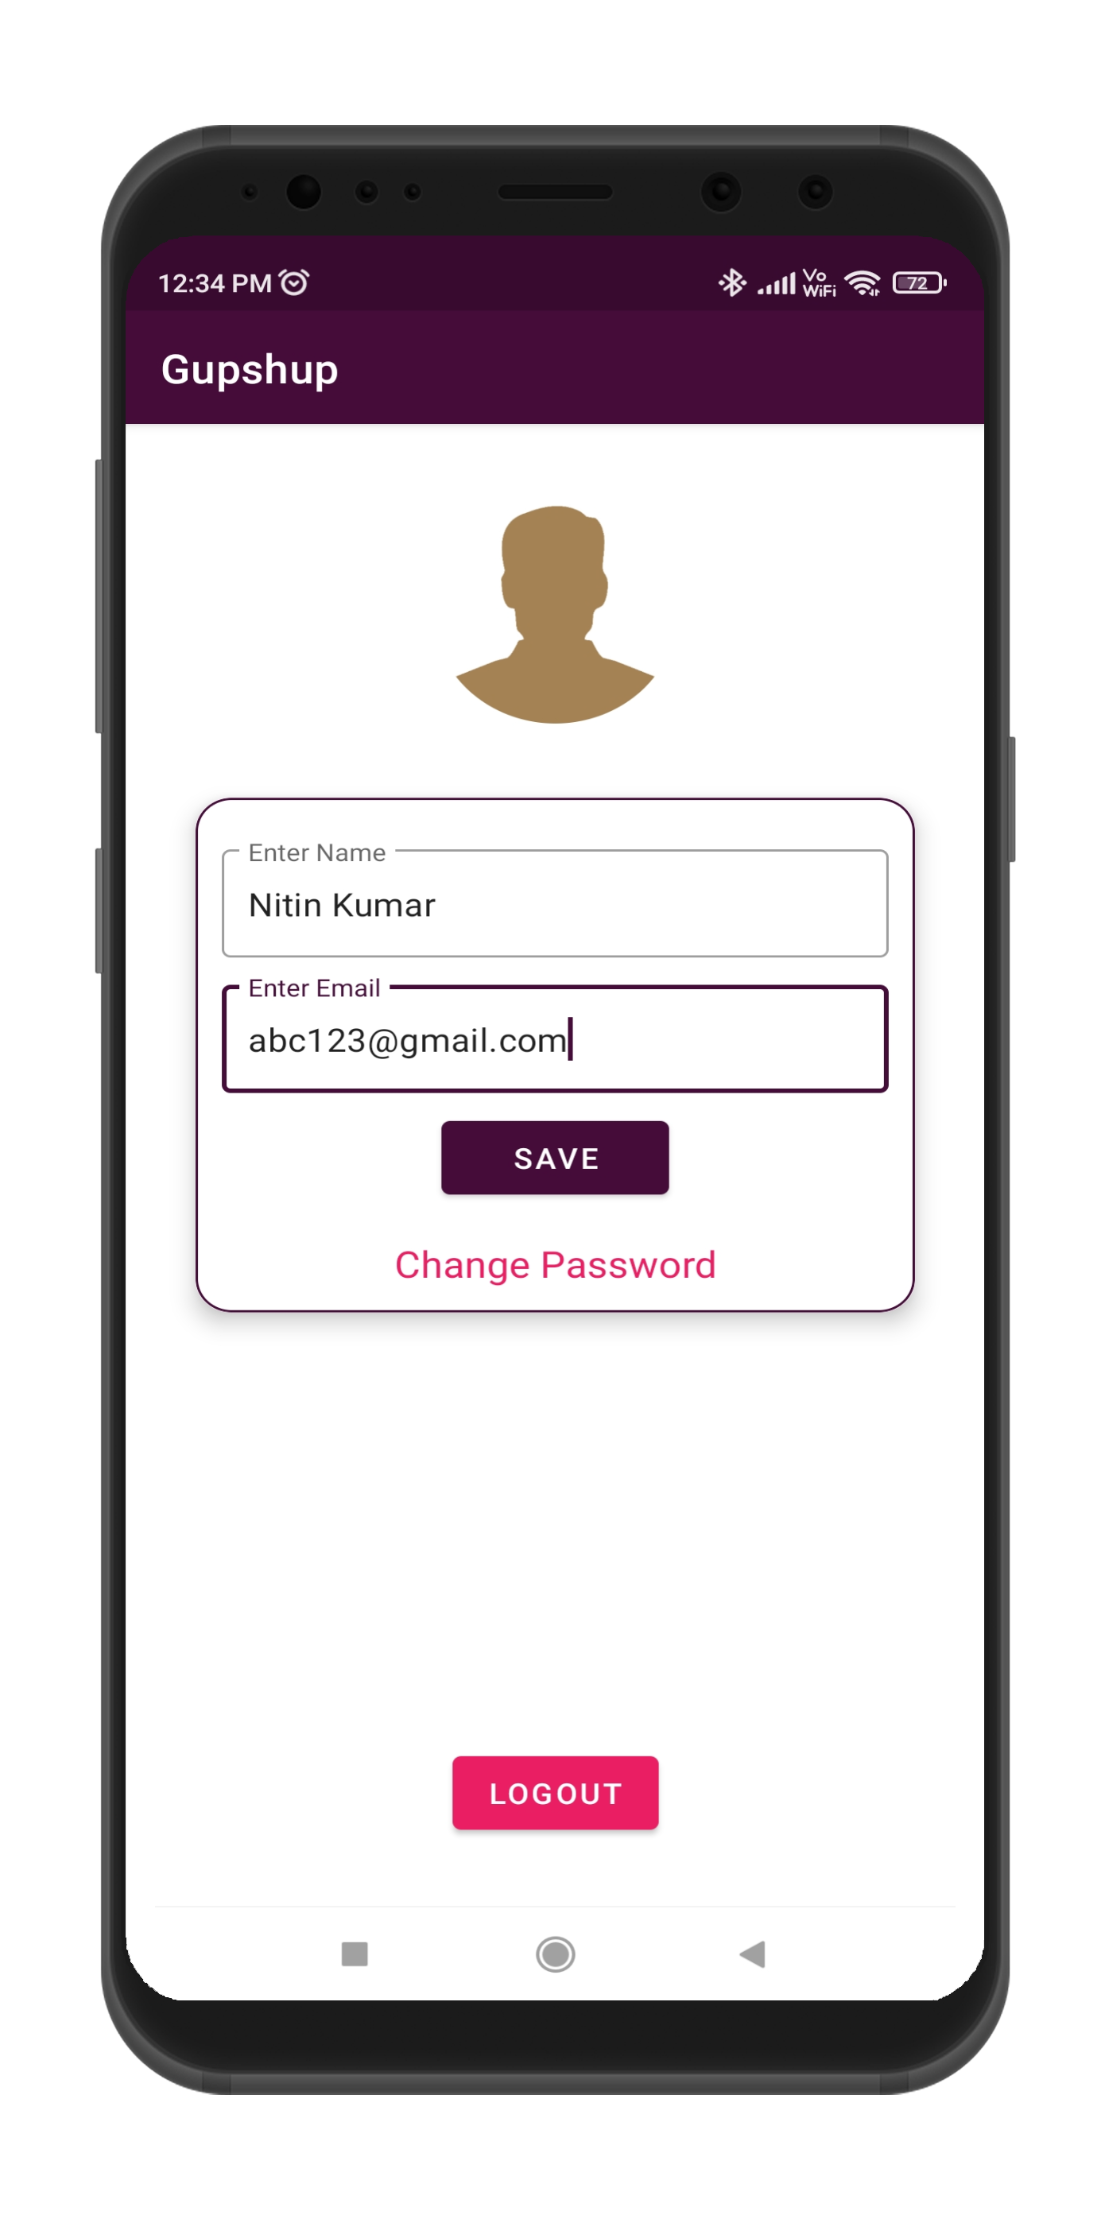 12:34 PM
Vo
WiFi
72
Gupshup
Enter Name
Nitin Kumar
Enter Email
abc123@gmail.com
SAVE
Change Password
LOGOUT